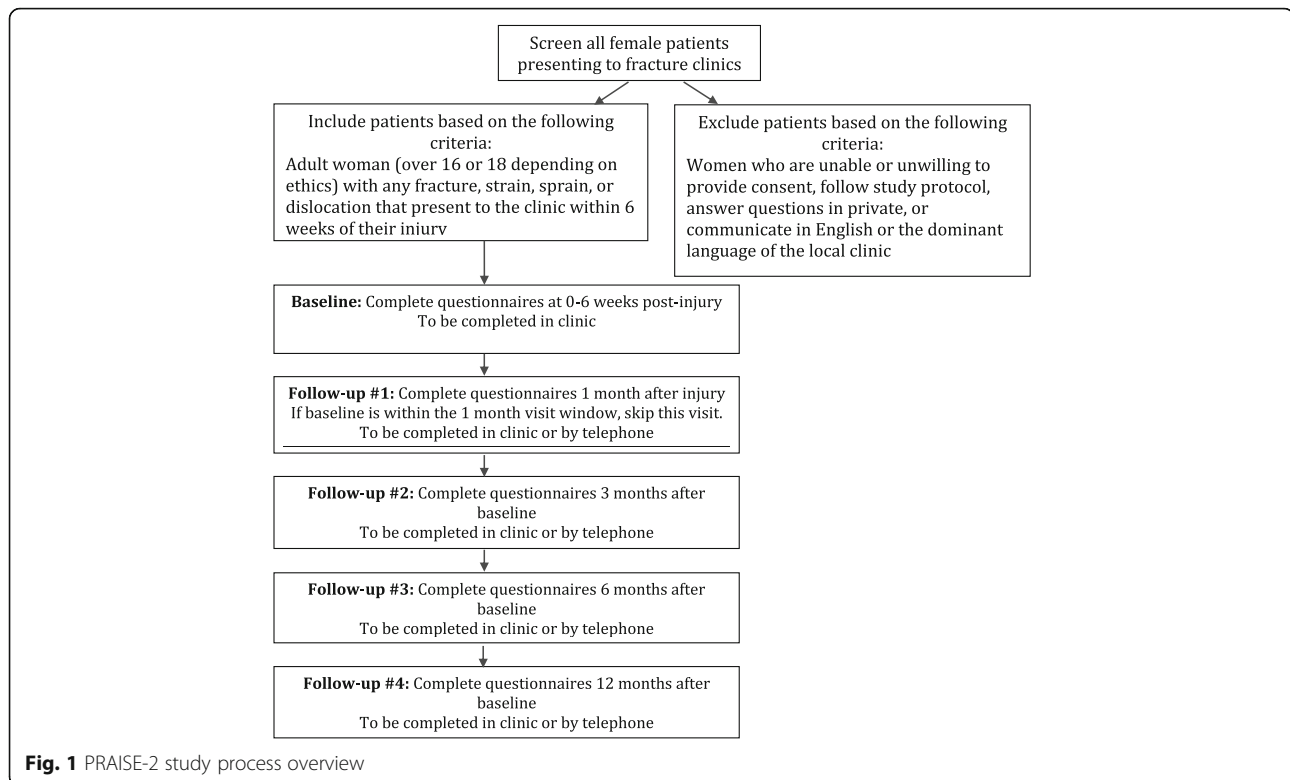 Screen all female patients
presenting to fracture clinics
Include patients based on the following
criteria:
Adult woman (over 16 or 18 depending on
ethics) with any fracture, strain, sprain, or
dislocation that present to the clinic within 6
weeks of their injury
Exclude patients based on the following
criteria:
Women who are unable or unwilling to
provide consent, follow study protocol,
answer questions in private, or
communicate in English or the dominant
language of the local clinic
Baseline: Complete questionnaires at 0-6 weeks post-injury
To be completed in clinic
Follow-up #1: Complete questionnaires 1 month after injury
If baseline is within the 1 month visit window, skip this visit.
To be completed in clinic or by telephone
Follow-up #2: Complete questionnaires 3 months after
baseline
To be completed in clinic or by telephone
Follow-up #3: Complete questionnaires 6 months after
baseline
To be completed in clinic or by telephone
Follow-up #4: Complete questionnaires 12 months after
baseline
To be completed in clinic or by telephone
Fig. 1 PRAISE-2 study process overview